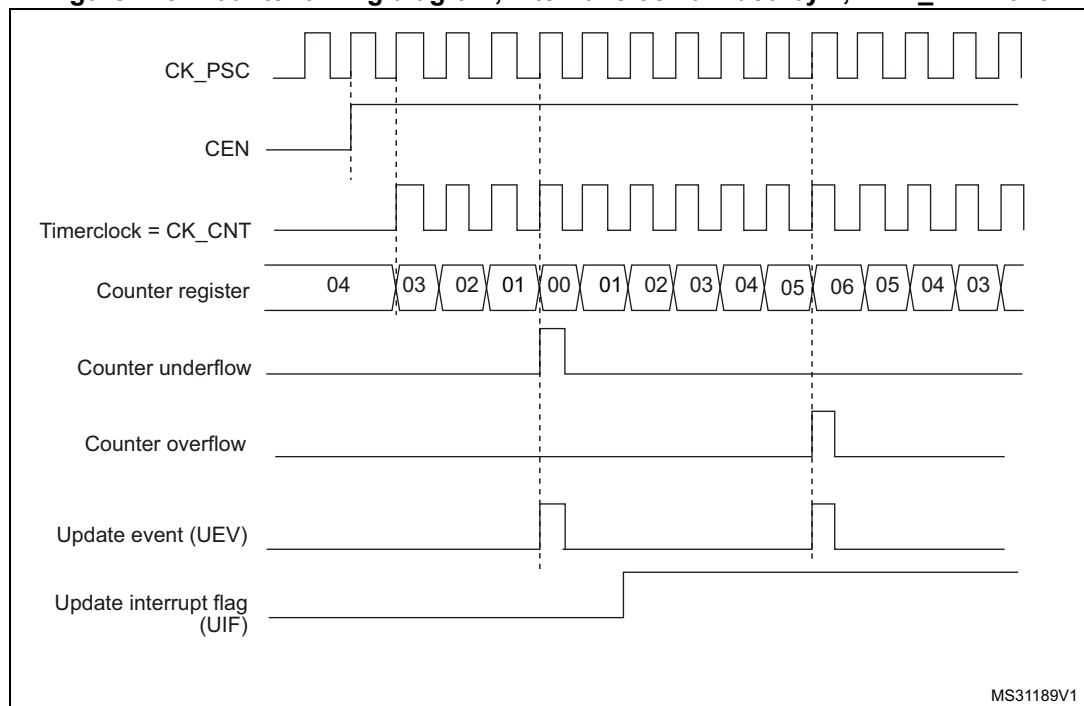 CK_PSC
CEN
Timerclock = CK_CNT
Counter register
04 03 02 01 00 01 02 03 04 05 06 05 04 03
Counter underflow
Counter overflow
Update event (UEV)
Update interrupt flag
(UIF)
MS31189V1